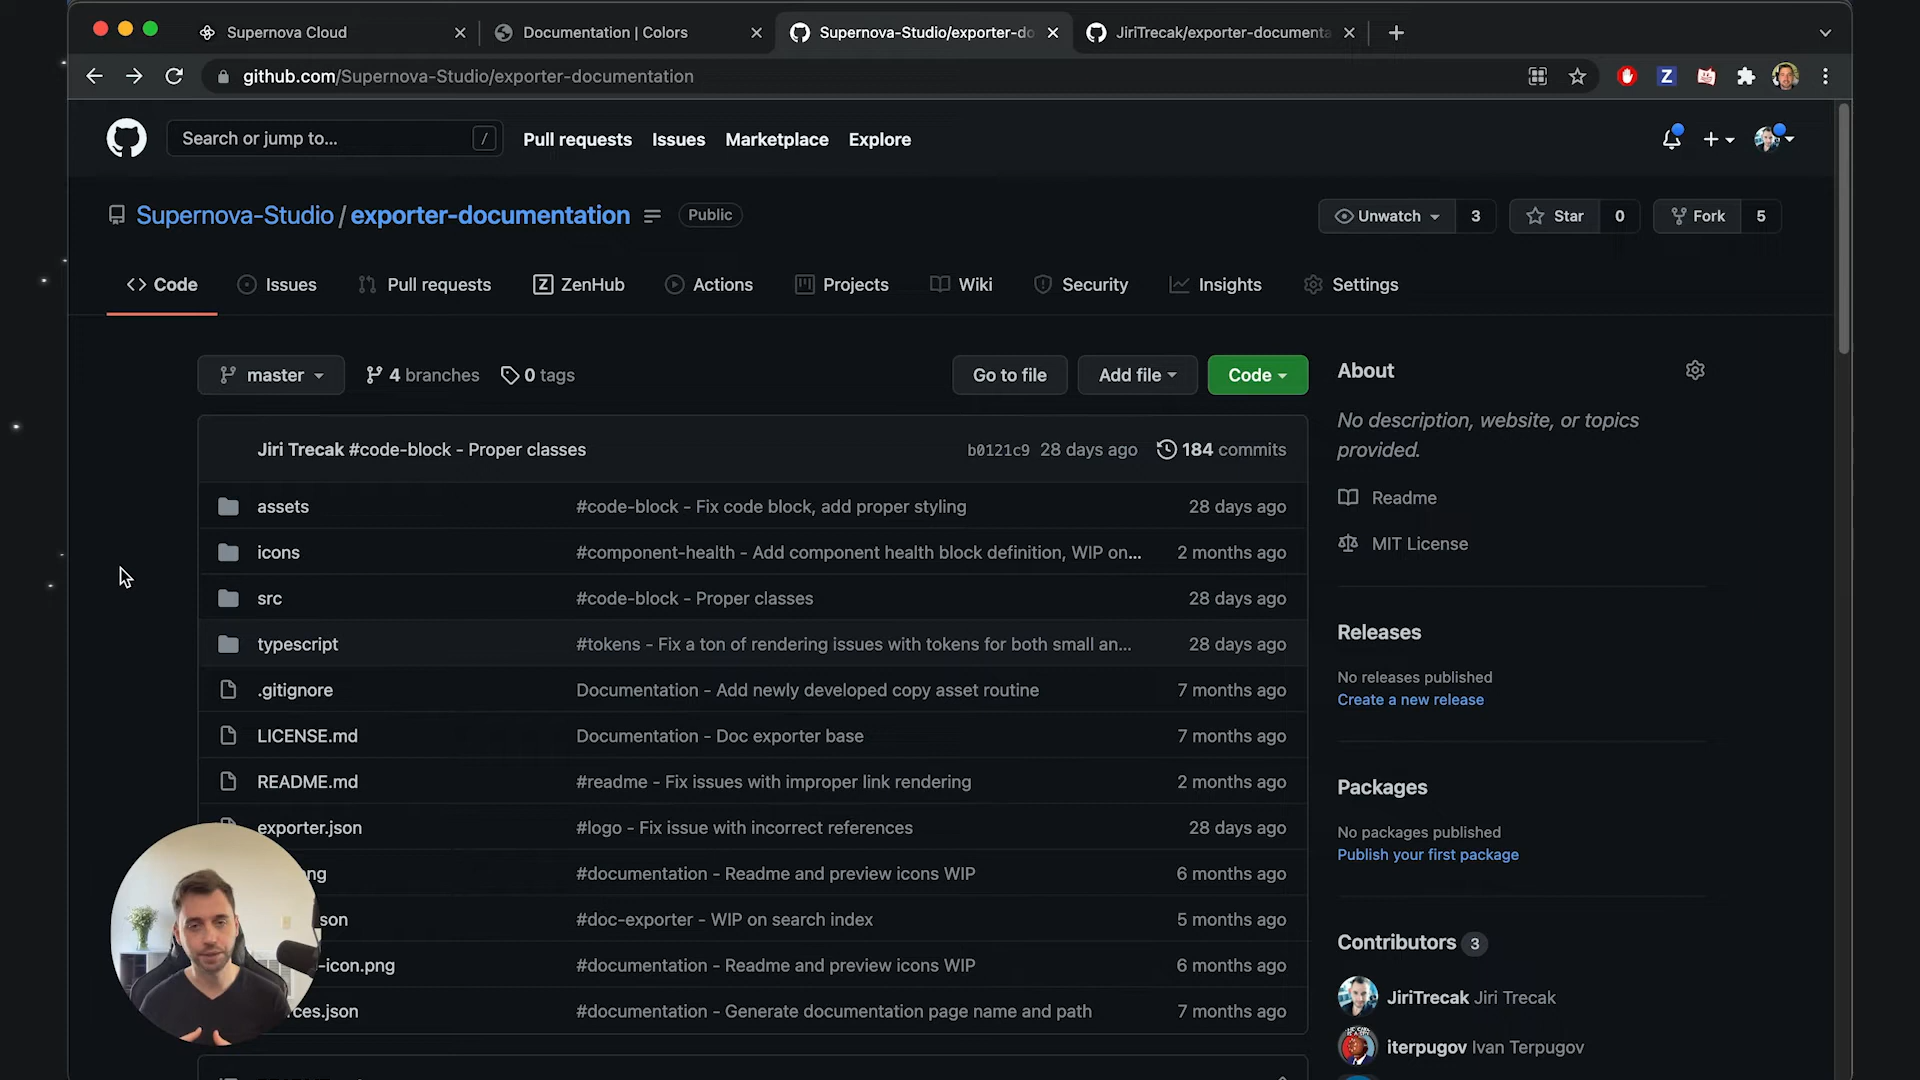 Supernova Cloud
Documentation | Colors
Supernova-Studio/exporter-do
JiriTrecak/exporter-documenta
github.com/Supernova-Studio/exporter-documentation
Z
Search or jump to...
/
Pull requests
Issues
Marketplace
Explore
Supernova-Studio / exporter-documentation
Public
Unwatch
3
Star
0
Fork
5
Code
Issues
Pull requests
Z
ZenHub
Actions
Projects
Wiki
Security
Insights
Settings
master
4 branches
0 tags
Go to file
Add file
Code
Jiri Trecak #code-block - Proper classes
b0121c9 28 days ago
184 commits
assets
#code-block - Fix code block, add proper styling
28 days ago
icons
#component-health - Add component health block definition, WIP on...
2 months ago
src
#code-block - Proper classes
28 days ago
typescript
#tokens - Fix a ton of rendering issues with tokens for both small an...
28 days ago
.gitignore
Documentation - Add newly developed copy asset routine
7 months ago
LICENSE.md
Documentation - Doc exporter base
7 months ago
README.md
#readme - Fix issues with improper link rendering
2 months ago
exporter.json
#logo - Fix issue with incorrect references
28 days ago
ng
#documentation - Readme and preview icons WIP
6 months ago
son
#doc-exporter - WIP on search index
5 months ago
-icon.png
#documentation - Readme and preview icons WIP
6 months ago
ces.json
#documentation - Generate documentation page name and path
7 months ago
About
No description, website, or topics
provided.
Readme
MIT License
Releases
No releases published
Create a new release
Packages
No packages published
Publish your first package
Contributors 3
JiriTrecak Jiri Trecak
iterpugov Ivan Terpugov